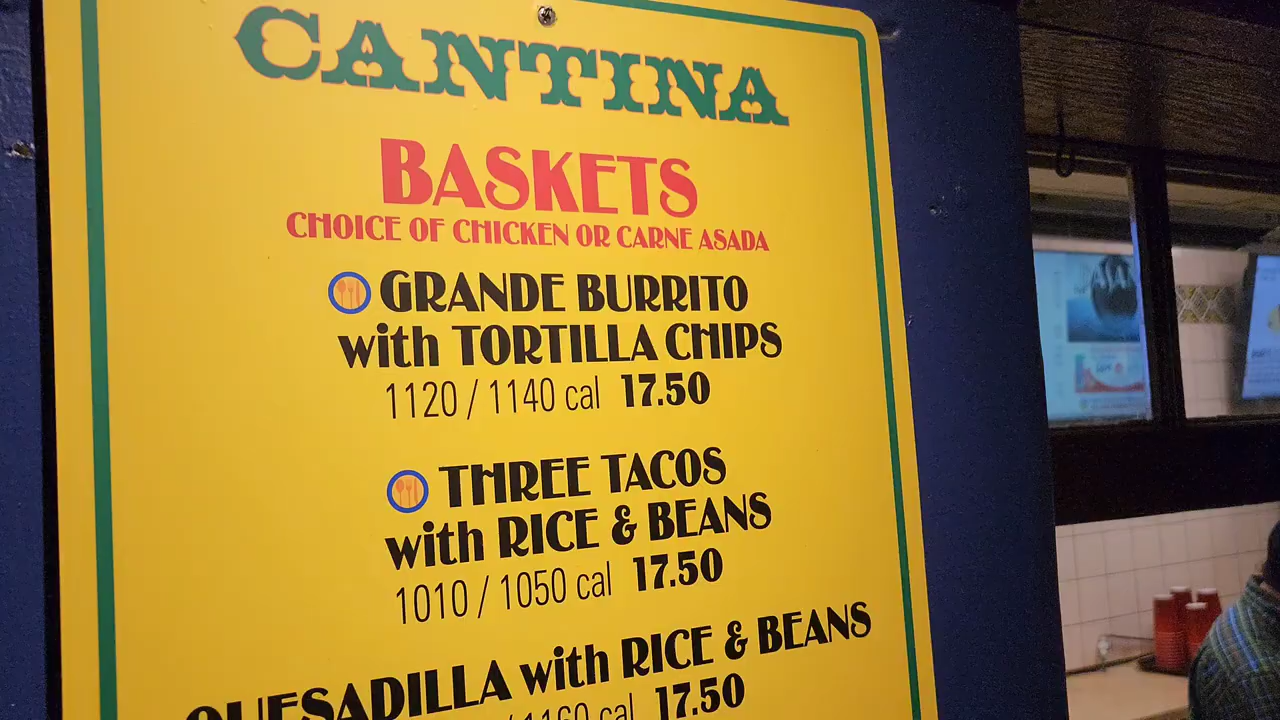 CANTINA
BASKETS
CHOICE OF CHICKEN OR CARNE ASADA
GRANDE BURRITO
with TORTILLA CHIPS
1120 / 1140 cal 17.50
THREE TACOS
with RICE & BEANS
1010 / 1050 cal 17.50
QUESADILLA with RICE & BEANS
/ 1160 cal 17.50